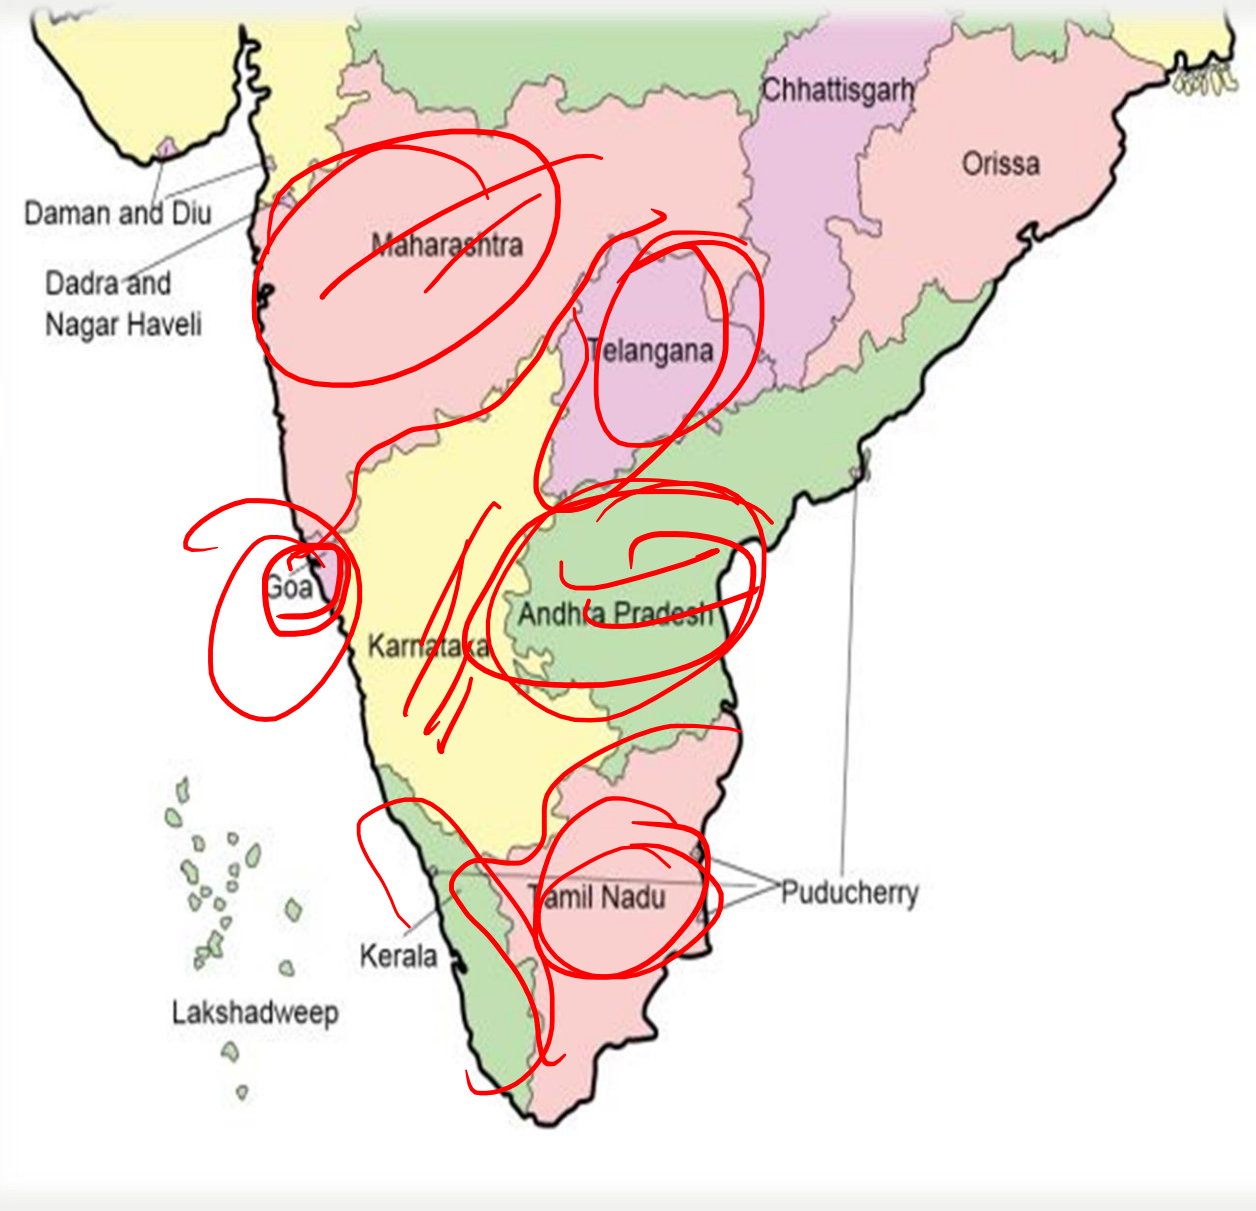 Chhattisgarh
Orissa
Daman and Diu
Maharashtra
Dadra and
Nagar Haveli
Telangana
Goa
Andhra Pradesh
Karnataka
Tamil Nadu
Puducherry
Kerala
Lakshadweep